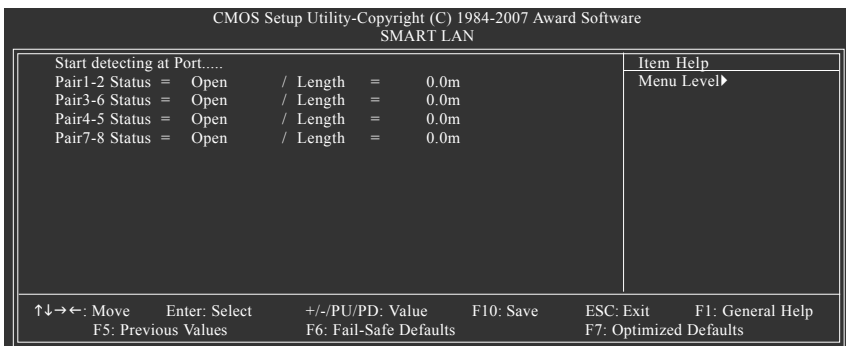 CMOS Setup Utility-Copyright (C) 1984-2007 Award Software
SMART LAN
Start detecting at Port.....
Pair1-2 Status = Open / Length = 0.0m
Pair3-6 Status = Open / Length = 0.0m
Pair4-5 Status = Open / Length = 0.0m
Pair7-8 Status = Open / Length = 0.0m
Item Help
Menu Level▶
↑↓→←: Move Enter: Select +/-/PU/PD: Value F10: Save ESC: Exit F1: General Help
F5: Previous Values F6: Fail-Safe Defaults F7: Optimized Defaults